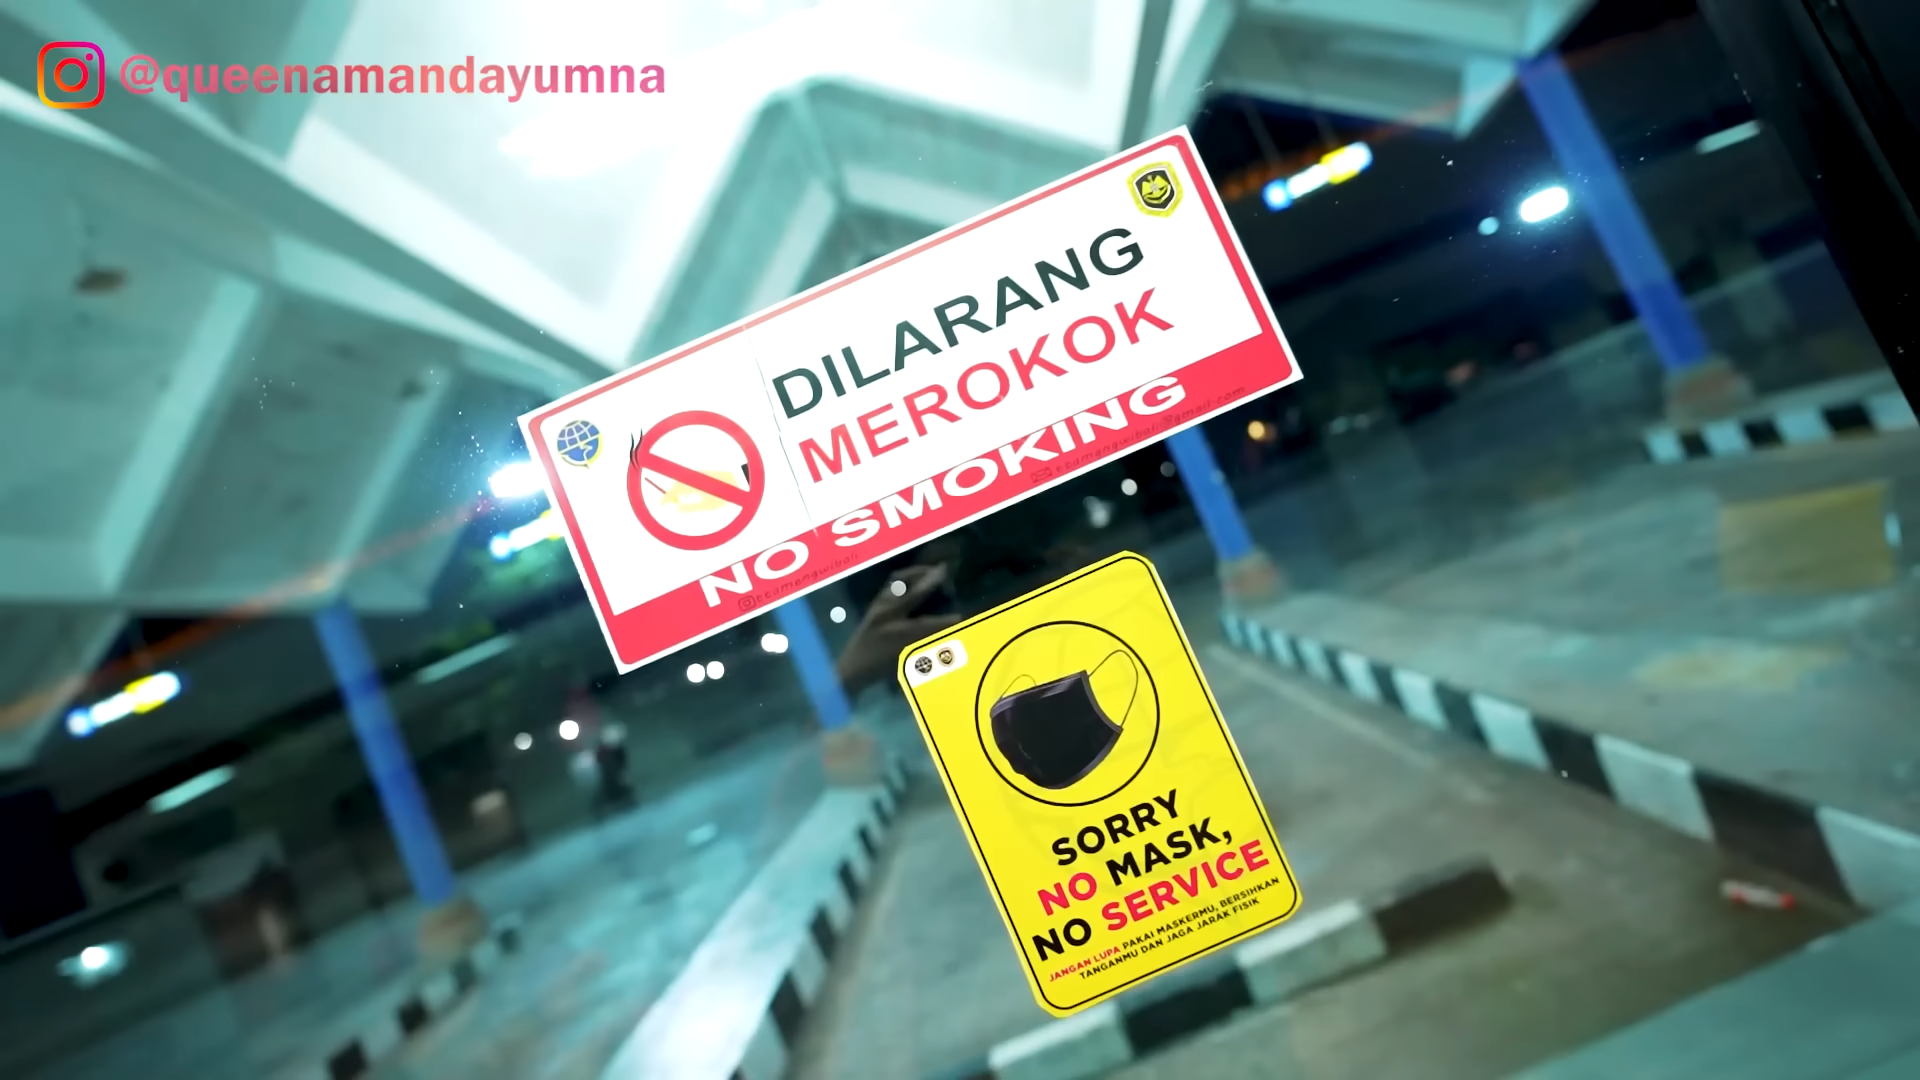 @queenamandayumna
DILARANG
MEROKOK
NO SMOKING
SORRY
NO MASK,
NO SERVICE
JANGAN LUPA PAKAI MASKERMU, BERSIHKAN
TANGANMU DAN JAGA JARAK FISIK